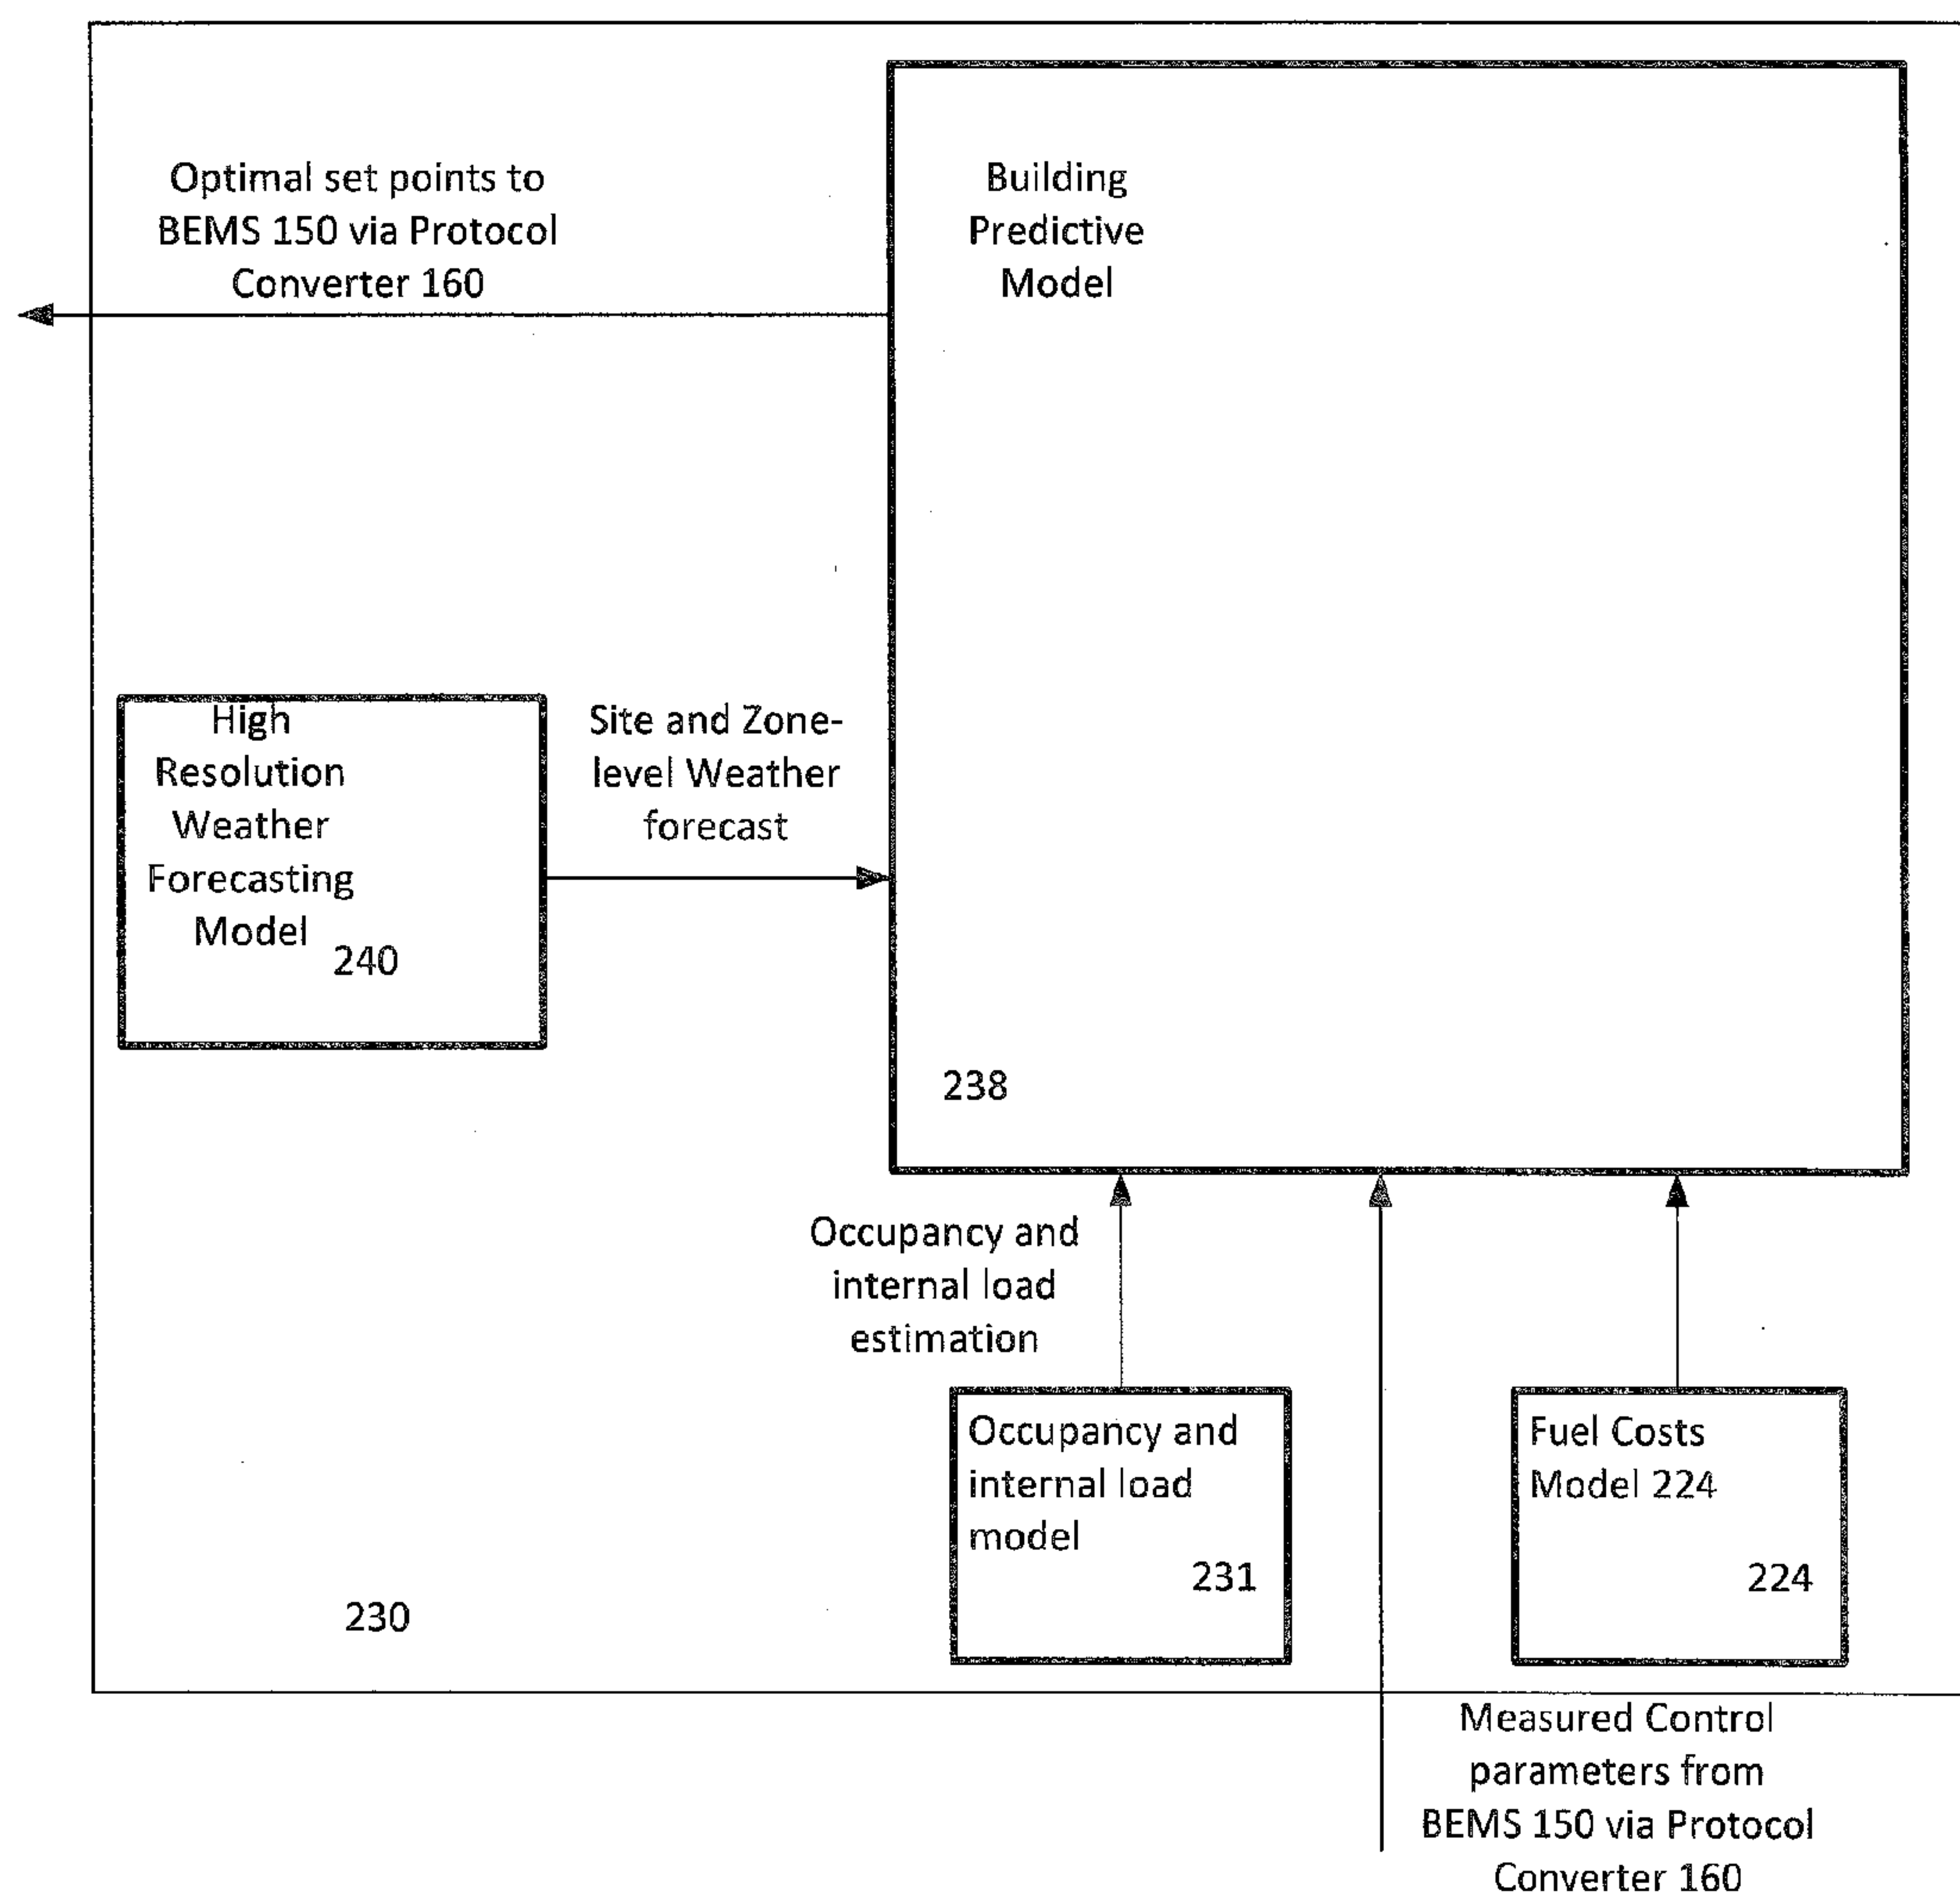 Optimal set points to
BEMS 150 via Protocol
Converter 160
Building
Predictive
Model
High
Resolution
Weather
Forecasting
Model
240
Site and Zone-
level Weather
forecast
238
Occupancy and
internal load
estimation
Occupancy and
internal load
model
231
Fuel Costs
Model 224
224
230
Measured Control
parameters from
BEMS 150 via Protocol
Converter 160